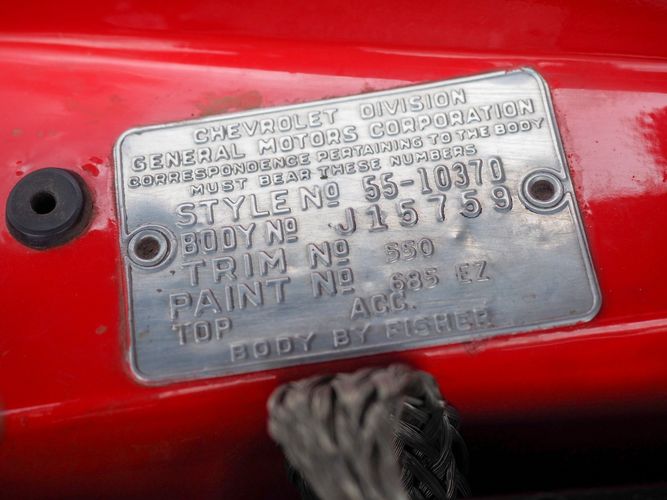 CHEVROLET DIVISION
GENERAL MOTORS CORPORATION
CORRESPONDENCE PERTAINING TO THE BODY
MUST BEAR THESE NUMBERS
STYLE Nº 55-1037D
BODY Nº J15759
TRIM Nº 550
PAINT Nº 685 EZ
TOP ACC.
BODY BY FISHER